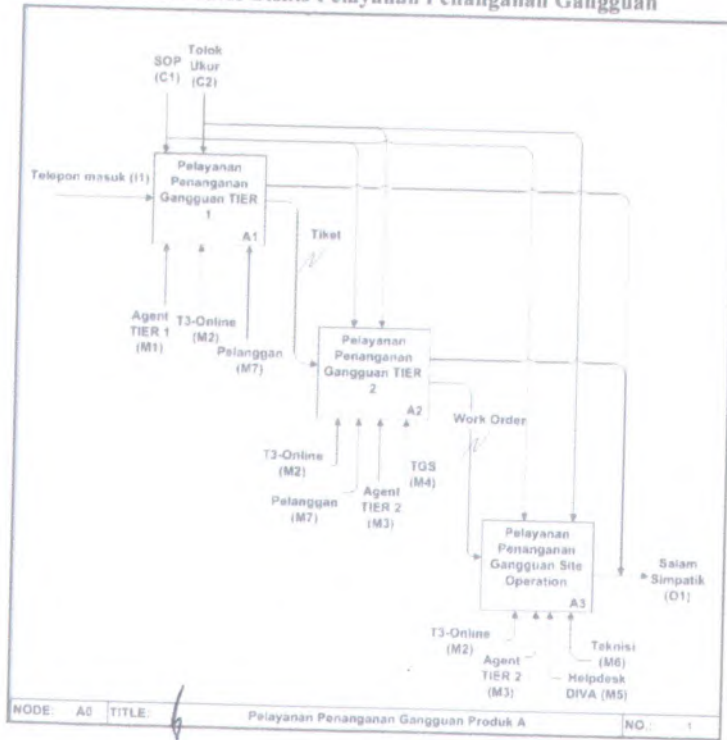 Bisnis Pelayanan Penanganan Gangguan
SOP
(C1)
Tolok
Ukur
(C2)
Telepon masuk (I1)
Pelayanan
Penanganan
Gangguan TIER
1
A1
Tiket
Agent
TIER 1
(M1)
T3-Online
(M2)
Pelanggan
(M7)
Pelayanan
Penanganan
Gangguan TIER
2
A2
Work Order
T3-Online
(M2)
Pelanggan
(M7)
Agent
TIER 2
(M3)
TGS
(M4)
Pelayanan
Penanganan
Gangguan Site
Operation
A3
Salam
Simpatik
(O1)
T3-Online
(M2)
Agent
TIER 2
(M3)
Helpdesk
DIVA (M5)
Teknisi
(M6)
NODE: A0 TITLE: Pelayanan Penanganan Gangguan Produk A NO.: 1